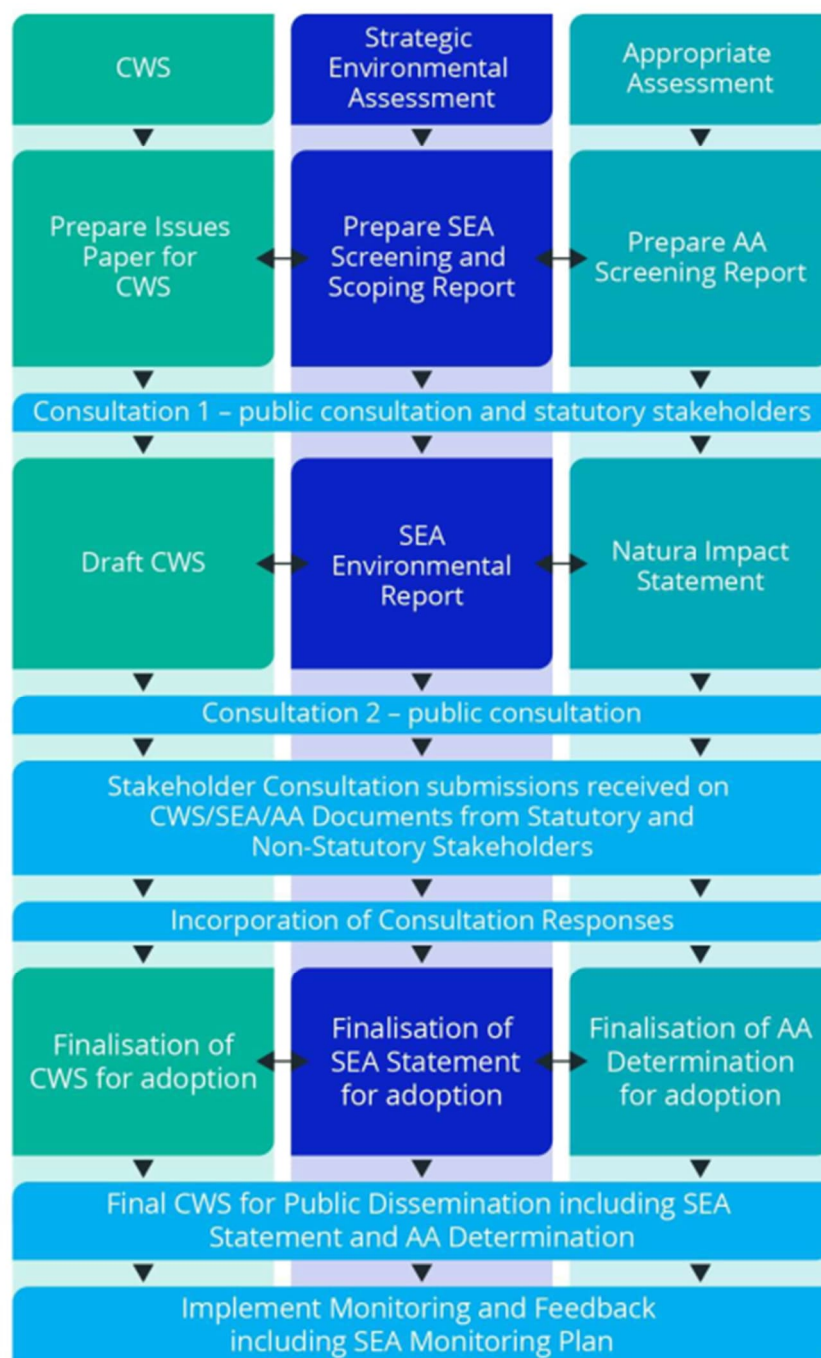 CWS
Strategic
Environmental
Assessment
Appropriate
Assessment
Prepare Issues
Paper for
CWS
Prepare SEA
Screening and
Scoping Report
Prepare AA
Screening Report
Consultation 1 – public consultation and statutory stakeholders
Draft CWS
SEA
Environmental
Report
Natura Impact
Statement
Consultation 2 – public consultation
Stakeholder Consultation submissions received on
CWS/SEA/AA Documents from Statutory and
Non-Statutory Stakeholders
Incorporation of Consultation Responses
Finalisation of
CWS for adoption
Finalisation of
SEA Statement
for adoption
Finalisation of AA
Determination
for adoption
Final CWS for Public Dissemination including SEA
Statement and AA Determination
Implement Monitoring and Feedback
including SEA Monitoring Plan